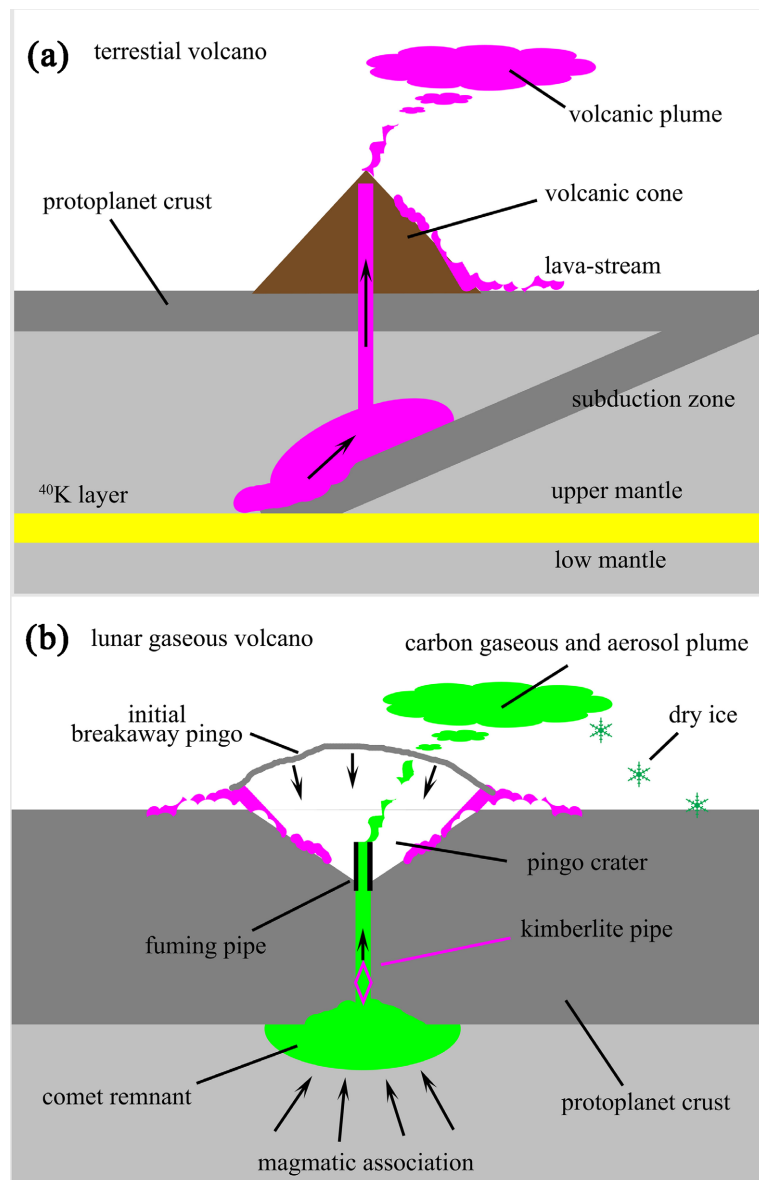 (a) terrestial volcano
volcanic plume
volcanic cone
protoplanet crust
lava-stream
subduction zone
⁴⁰K layer
upper mantle
low mantle
(b) lunar gaseous volcano
carbon gaseous and aerosol plume
initial
breakaway pingo
dry ice
pingo crater
fuming pipe
kimberlite pipe
comet remnant
protoplanet crust
magmatic association